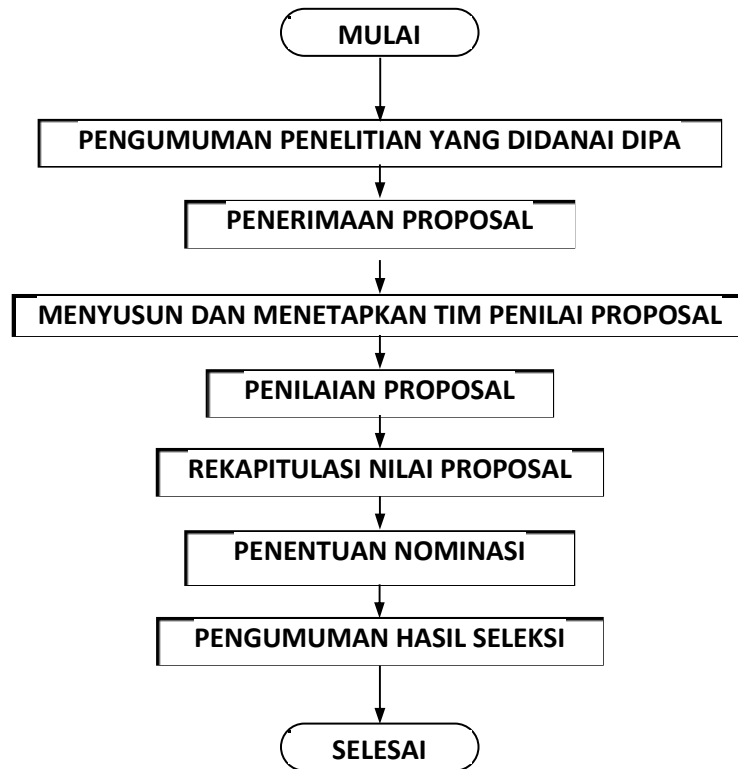 MULAI
PENGUMUMAN PENELITIAN YANG DIDANAI DIPA
PENERIMAAN PROPOSAL
MENYUSUN DAN MENETAPKAN TIM PENILAI PROPOSAL
PENILAIAN PROPOSAL
REKAPITULASI NILAI PROPOSAL
PENENTUAN NOMINASI
PENGUMUMAN HASIL SELEKSI
SELESAI